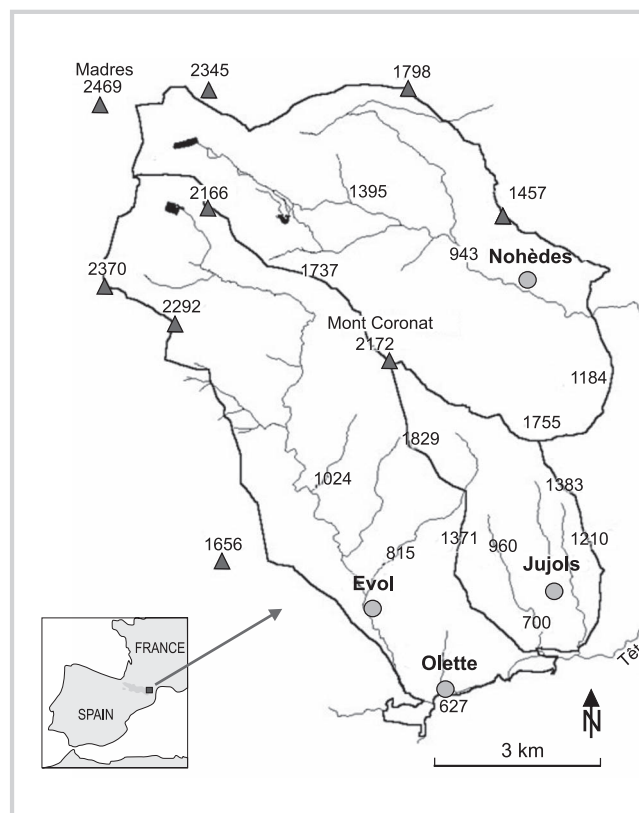 Madres
2469
2345
1798
2166
1395
1457
943
Nohèdes
1737
2370
2292
Mont Coronat
2172
1184
1755
1829
1024
1383
1371
960
1210
815
1656
Jujols
Evol
700
Olette
627
Têt
FRANCE
SPAIN
N
3 km